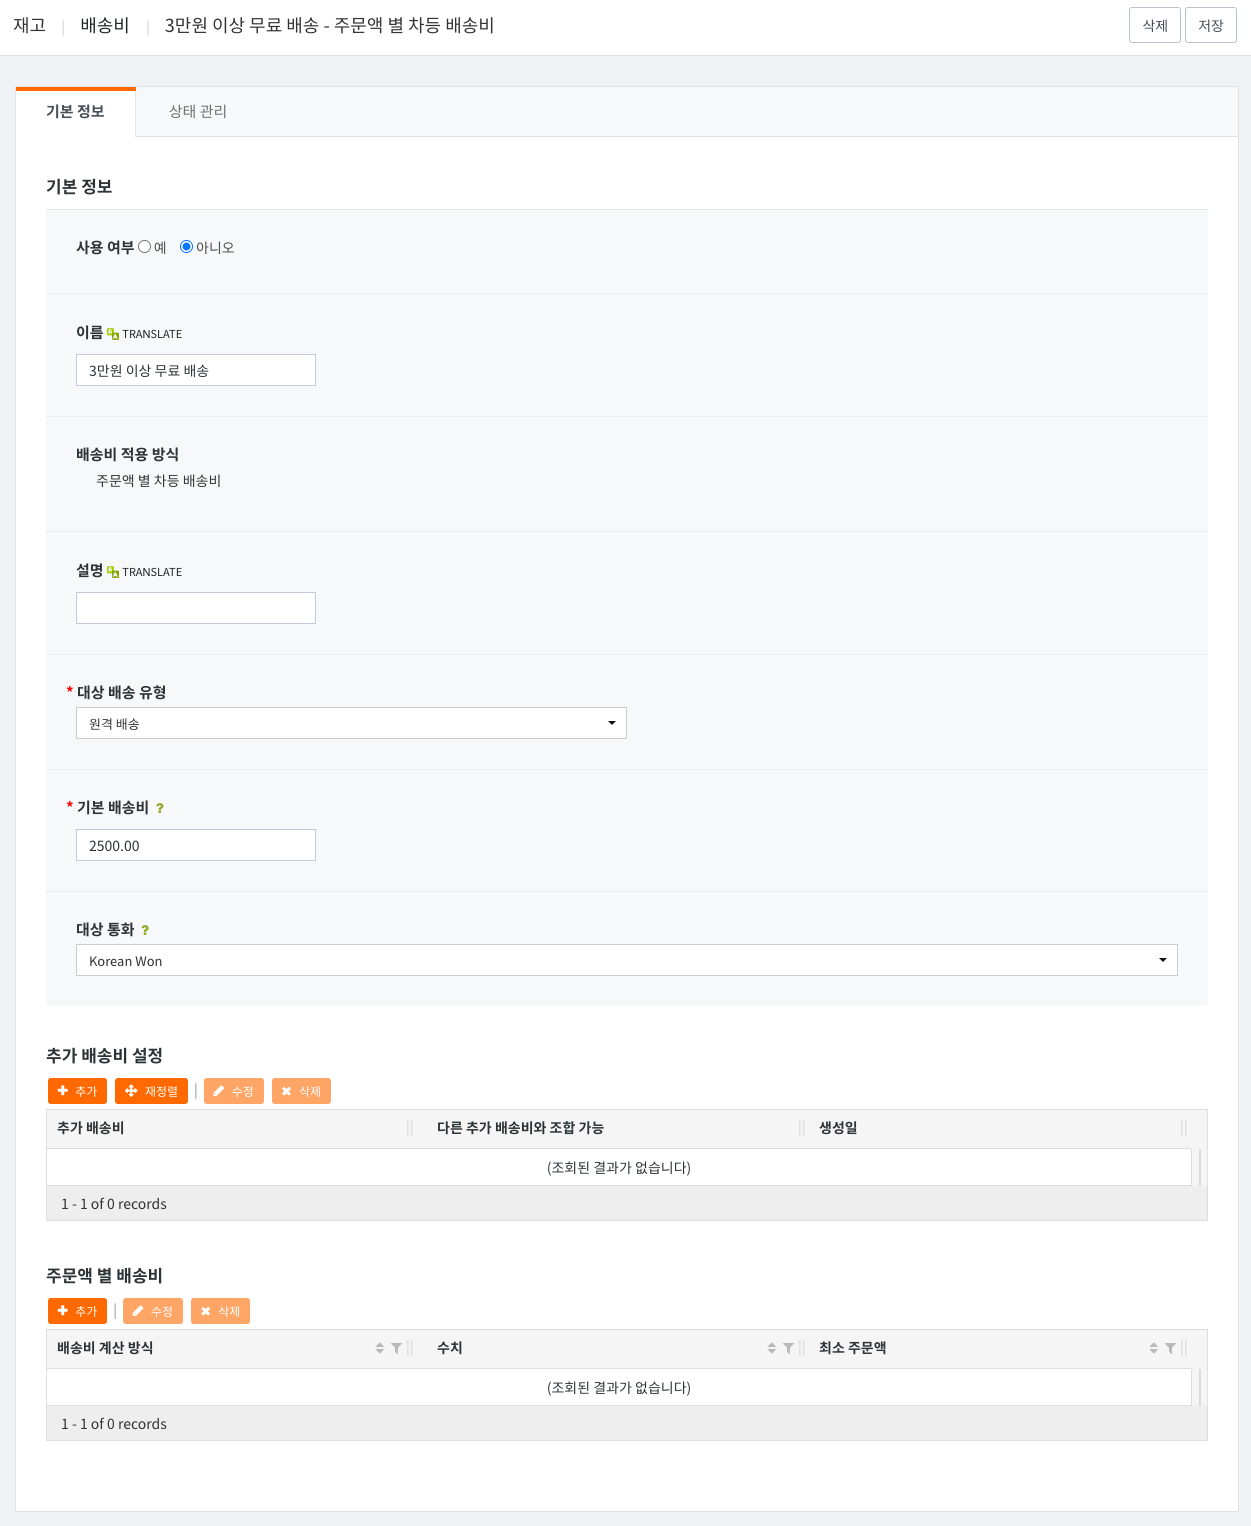 재고 | 배송비 | 3만원 이상 무료 배송 - 주문액 별 차등 배송비
삭제 저장
기본 정보 상태 관리
기본 정보
사용 여부 예 아니오
이름 TRANSLATE
3만원 이상 무료 배송
배송비 적용 방식
주문액 별 차등 배송비
설명 TRANSLATE
* 대상 배송 유형
원격 배송
* 기본 배송비 ?
2500.00
대상 통화 ?
Korean Won
추가 배송비 설정
추가 재정렬 | 수정 삭제
추가 배송비 다른 추가 배송비와 조합 가능 생성일
(조회된 결과가 없습니다)
1 - 1 of 0 records
주문액 별 배송비
추가 | 수정 삭제
배송비 계산 방식 수치 최소 주문액
(조회된 결과가 없습니다)
1 - 1 of 0 records